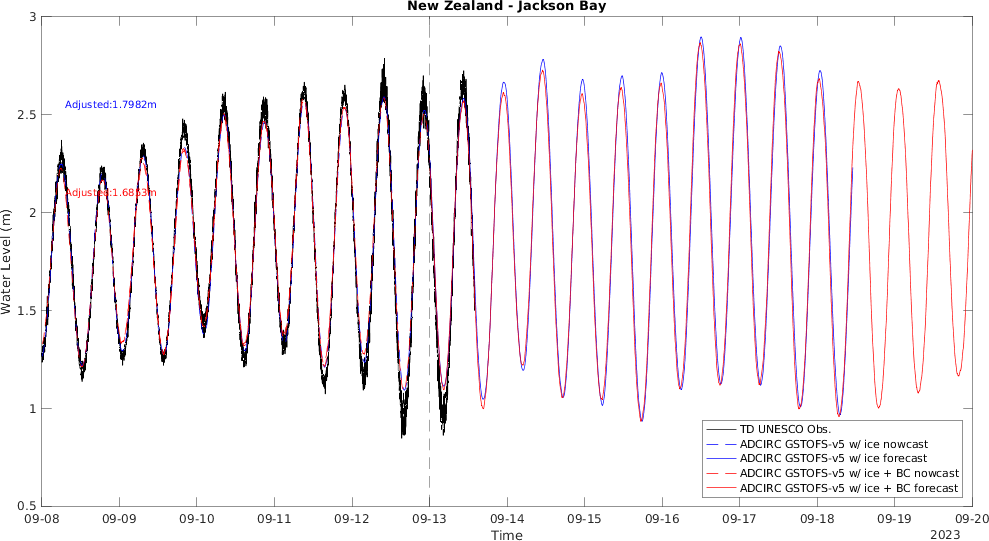 New Zealand - Jackson Bay
3
2.5
2
1.5
1
0.5
Water Level (m)
Adjusted:1.7982m
Adjusted:1.6853m
TD UNESCO Obs.
ADCIRC GSTOFS-v5 w/ ice nowcast
ADCIRC GSTOFS-v5 w/ ice forecast
ADCIRC GSTOFS-v5 w/ ice + BC nowcast
ADCIRC GSTOFS-v5 w/ ice + BC forecast
09-08 09-09 09-10 09-11 09-12 09-13 09-14 09-15 09-16 09-17 09-18 09-19 09-20
Time
2023